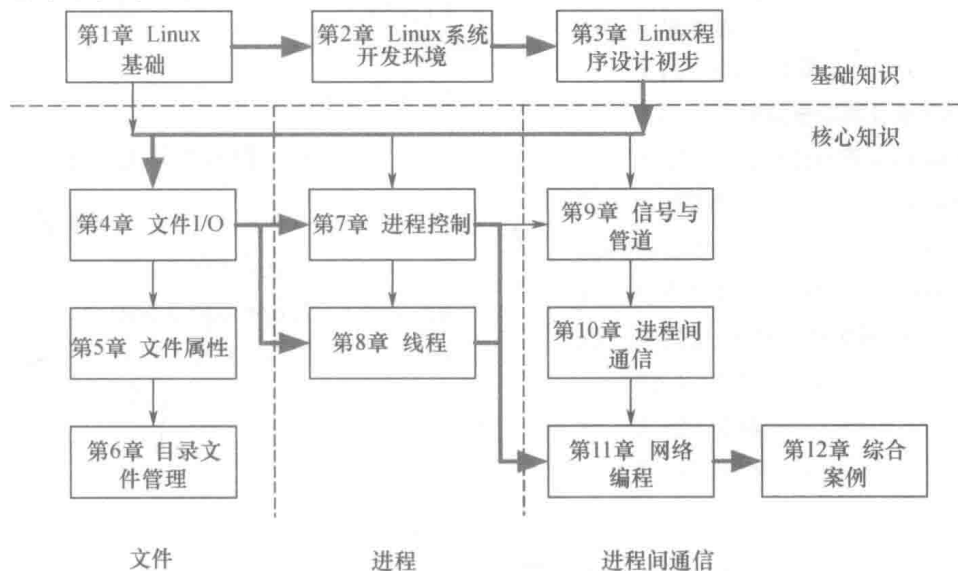 第1章 Linux
基础
第2章 Linux系统
开发环境
第3章 Linux程
序设计初步
基础知识
核心知识
第4章 文件I/O
第7章 进程控制
第9章 信号与
管道
第5章 文件属性
第8章 线程
第10章 进程间
通信
第6章 目录文
件管理
第11章 网络
编程
第12章 综合
案例
文件
进程
进程间通信